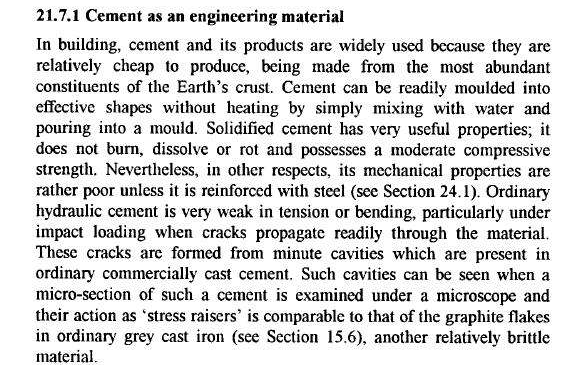 21.7.1 Cement as an engineering material
In building, cement and its products are widely used because they are
relatively cheap to produce, being made from the most abundant
constituents of the Earth's crust. Cement can be readily moulded into
effective shapes without heating by simply mixing with water and
pouring into a mould. Solidified cement has very useful properties; it
does not burn, dissolve or rot and possesses a moderate compressive
strength. Nevertheless, in other respects, its mechanical properties are
rather poor unless it is reinforced with steel (see Section 24.1). Ordinary
hydraulic cement is very weak in tension or bending, particularly under
impact loading when cracks propagate readily through the material.
These cracks are formed from minute cavities which are present in
ordinary commercially cast cement. Such cavities can be seen when a
micro-section of such a cement is examined under a microscope and
their action as ‘stress raisers’ is comparable to that of the graphite flakes
in ordinary grey cast iron (see Section 15.6), another relatively brittle
material.